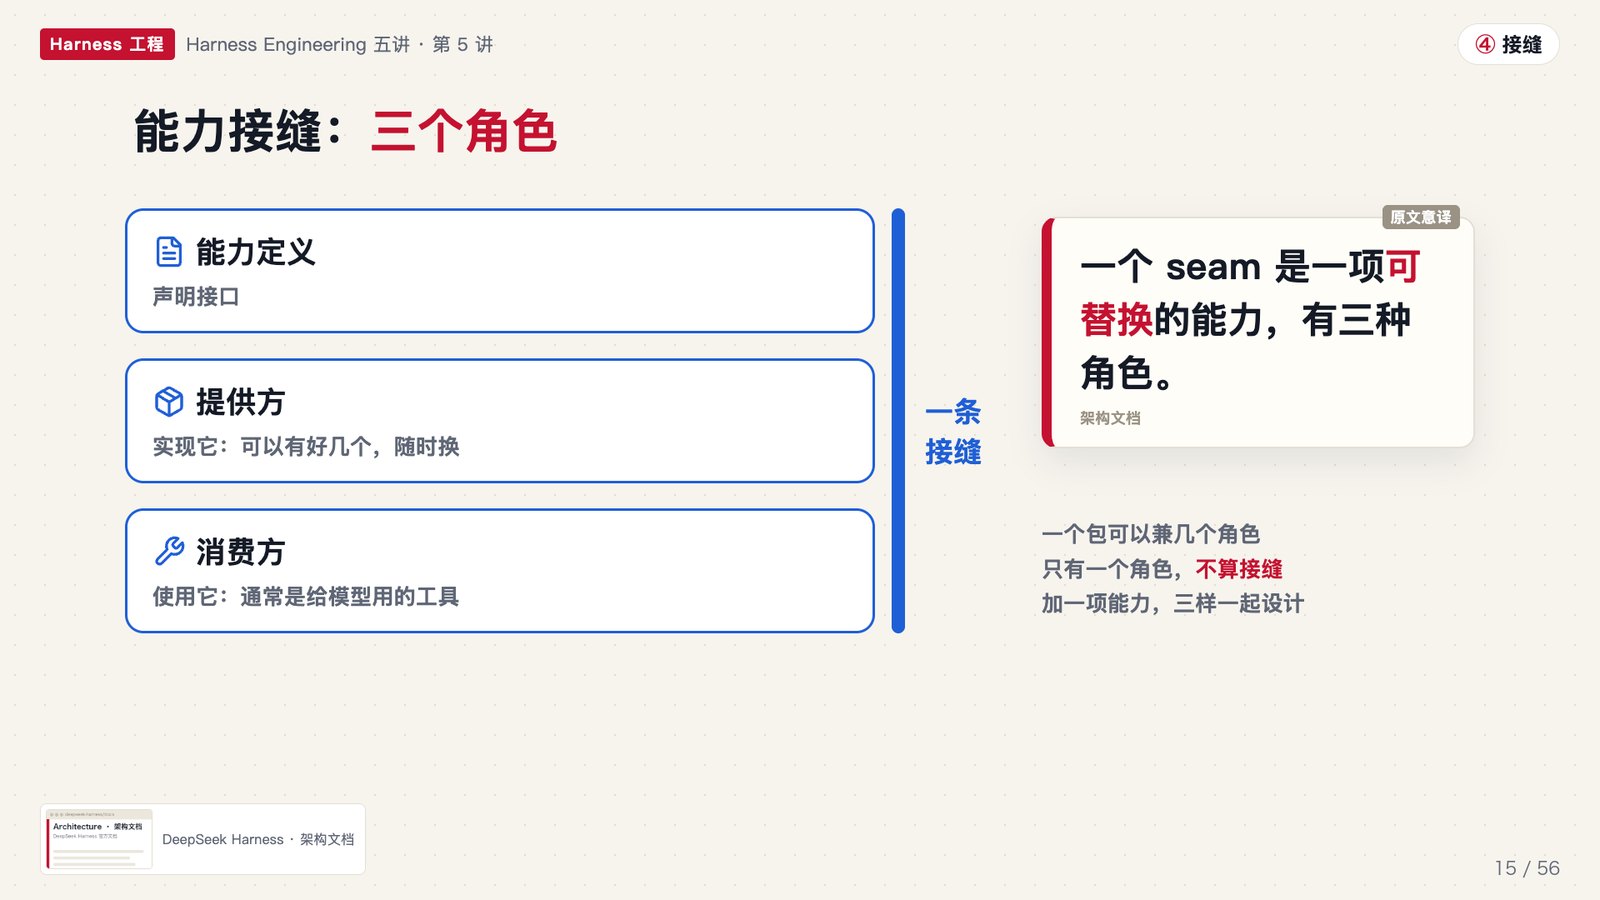 Harness 工程
Harness Engineering 五讲 · 第 5 讲
④ 接缝
能力接缝：三个角色
能力定义
声明接口
提供方
实现它：可以有好几个，随时换
消费方
使用它：通常是给模型用的工具
一条
接缝
原文意译
一个 seam 是一项可
替换的能力，有三种
角色。
架构文档
一个包可以兼几个角色
只有一个角色，不算接缝
加一项能力，三样一起设计
Architecture · 架构文档
DeepSeek Harness · 架构文档
15 / 56